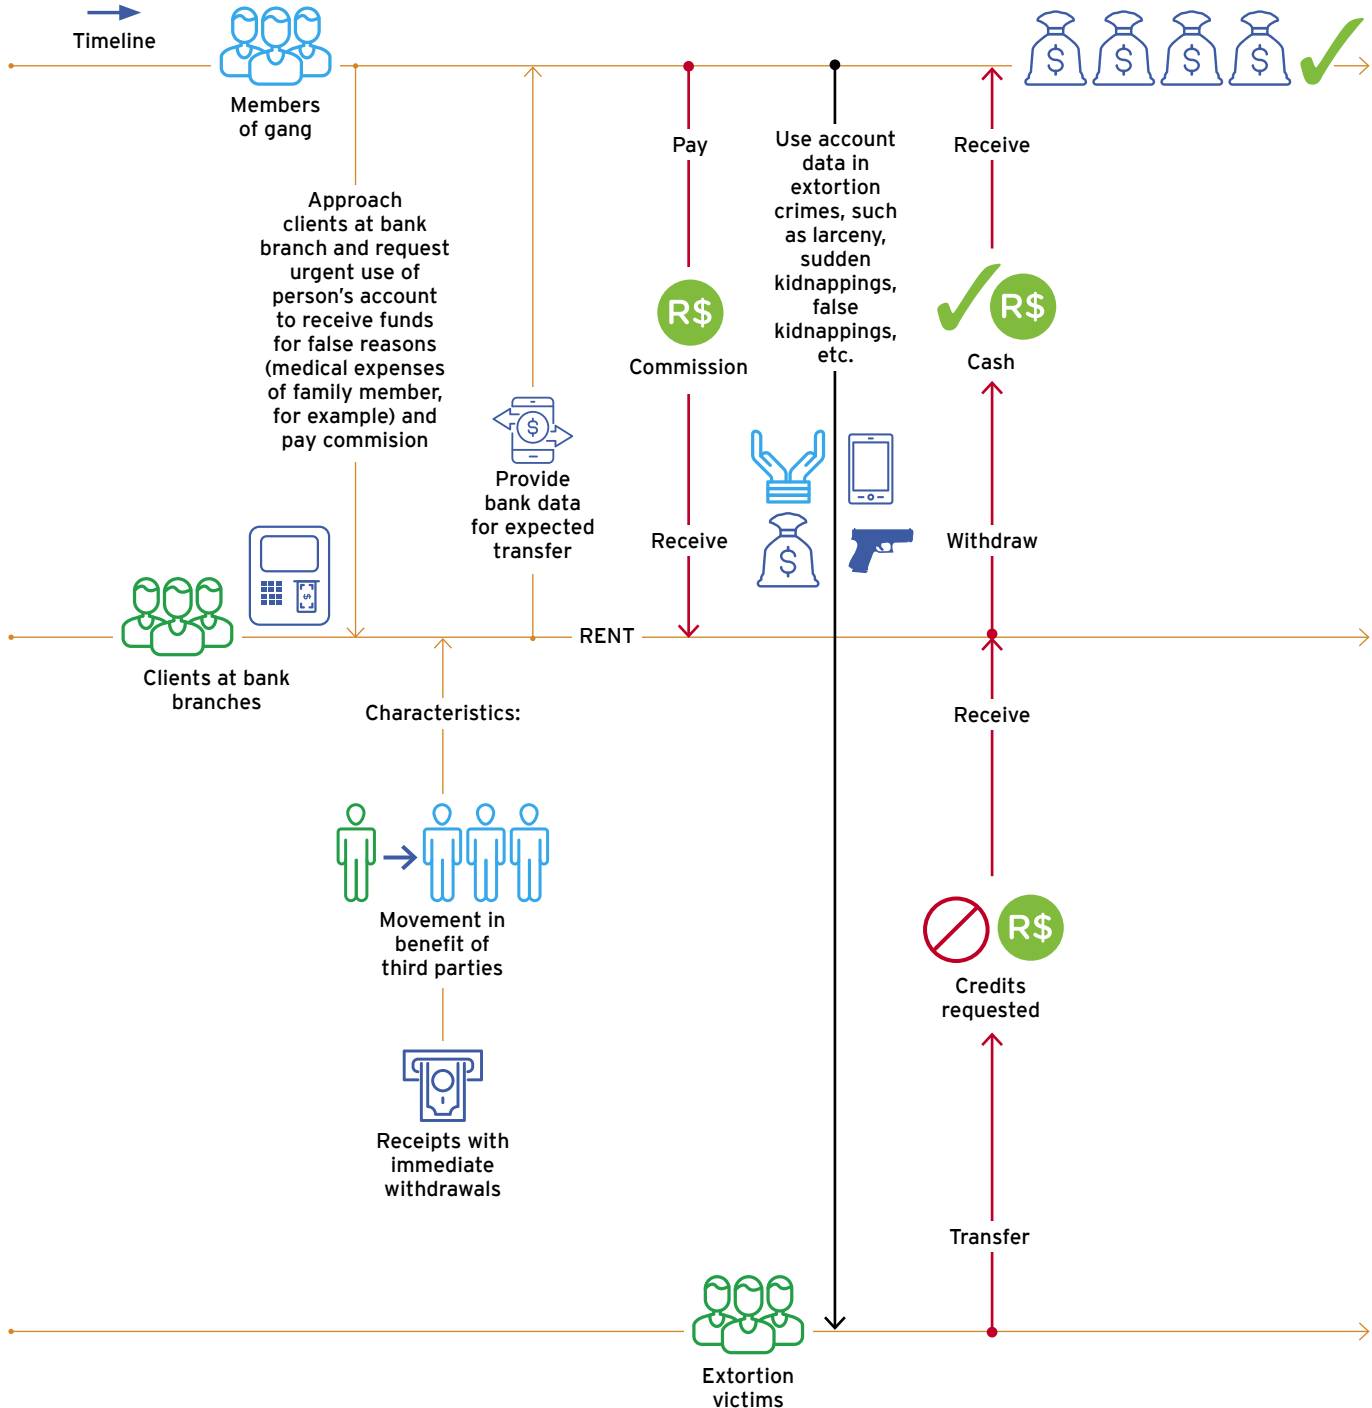 Timeline
Members
of gang
Approach
clients at bank
branch and request
urgent use of
person's account
to receive funds
for false reasons
(medical expenses
of family member,
for example) and
pay commision
$
Provide
bank data
for expected
transfer
Pay
R$
Commission
Receive
Use account
data in
extortion
crimes, such
as larceny,
sudden
kidnappings,
false
kidnappings,
etc.
$
Receive
R$
Cash
Withdraw
$ $ $ $
Clients at bank
branches
$
RENT
Characteristics:
Movement in
benefit of
third parties
Receipts with
immediate
withdrawals
Receive
R$
Credits
requested
Transfer
Extortion
victims